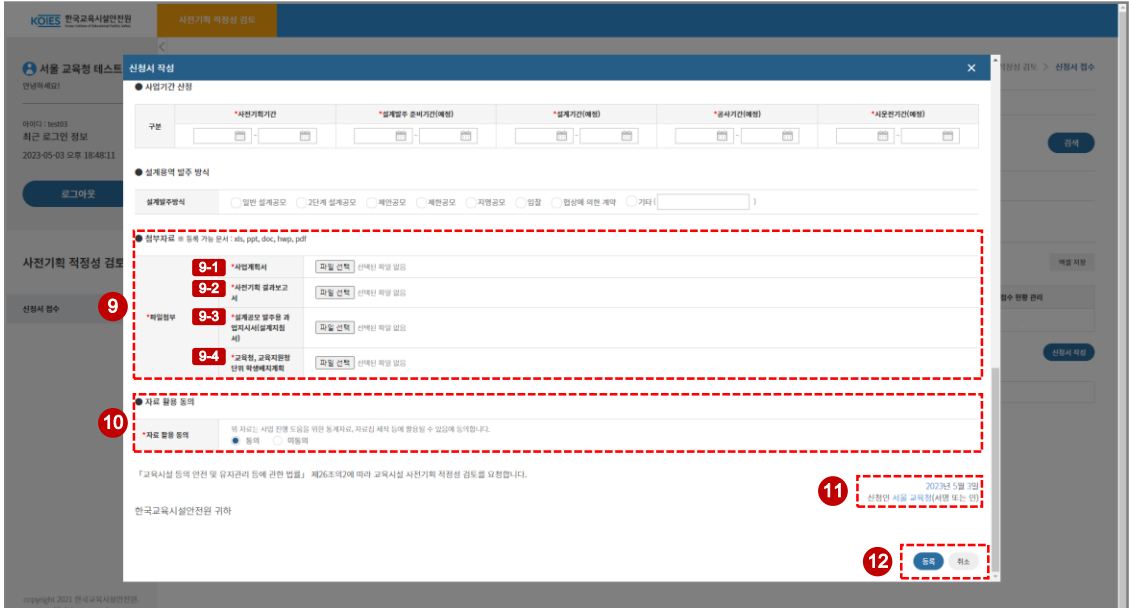 KOIES 한국교육시설안전원
사전기획 적정성 검토
서울 교육청 테스트
안녕하세요!
아이디 : test03
최근 로그인 정보
2023-05-03 오후 18:48:11
로그아웃
사전기획 적정성 검토
신청서 접수
적정성 검토 > 신청서 접수
검색
엑셀 저장
접수 현황 관리
신청서 작성
신청서 작성
● 사업기간 산정
구분
*사전기획기간
*설계발주 준비기간(예정)
*설계기간(예정)
*공사기간(예정)
*시운전기간(예정)
● 설계용역 발주 방식
설계발주방식
일반 설계공모 2단계 설계공모 제안공모 제한공모 지명공모 입찰 협상에 의한 계약 기타 ( )
● 첨부자료 ※ 등록 가능 문서 : xls, ppt, doc, hwp, pdf
9
*파일첨부
9-1 *사업계획서 파일 선택 선택된 파일 없음
9-2 *사전기획 결과보고
서
파일 선택 선택된 파일 없음
9-3 *설계공모 발주용 과
업지시서(설계지침
서)
파일 선택 선택된 파일 없음
9-4 *교육청, 교육지원청
단위 학생배치계획
파일 선택 선택된 파일 없음
● 자료 활용 동의
10
*자료 활용 동의
위 자료는 사업 진행 도움을 위한 통계자료, 자료집 제작 등에 활용될 수 있음에 동의합니다.
동의 미동의
「교육시설 등의 안전 및 유지관리 등에 관한 법률」 제26조의2에 따라 교육시설 사전기획 적정성 검토를 요청합니다.
11
2023년 5월 3일
신청인 서울 교육청(서명 또는 인)
한국교육시설안전원 귀하
12
등록 취소
copyright 2021 한국교육시설안전원.